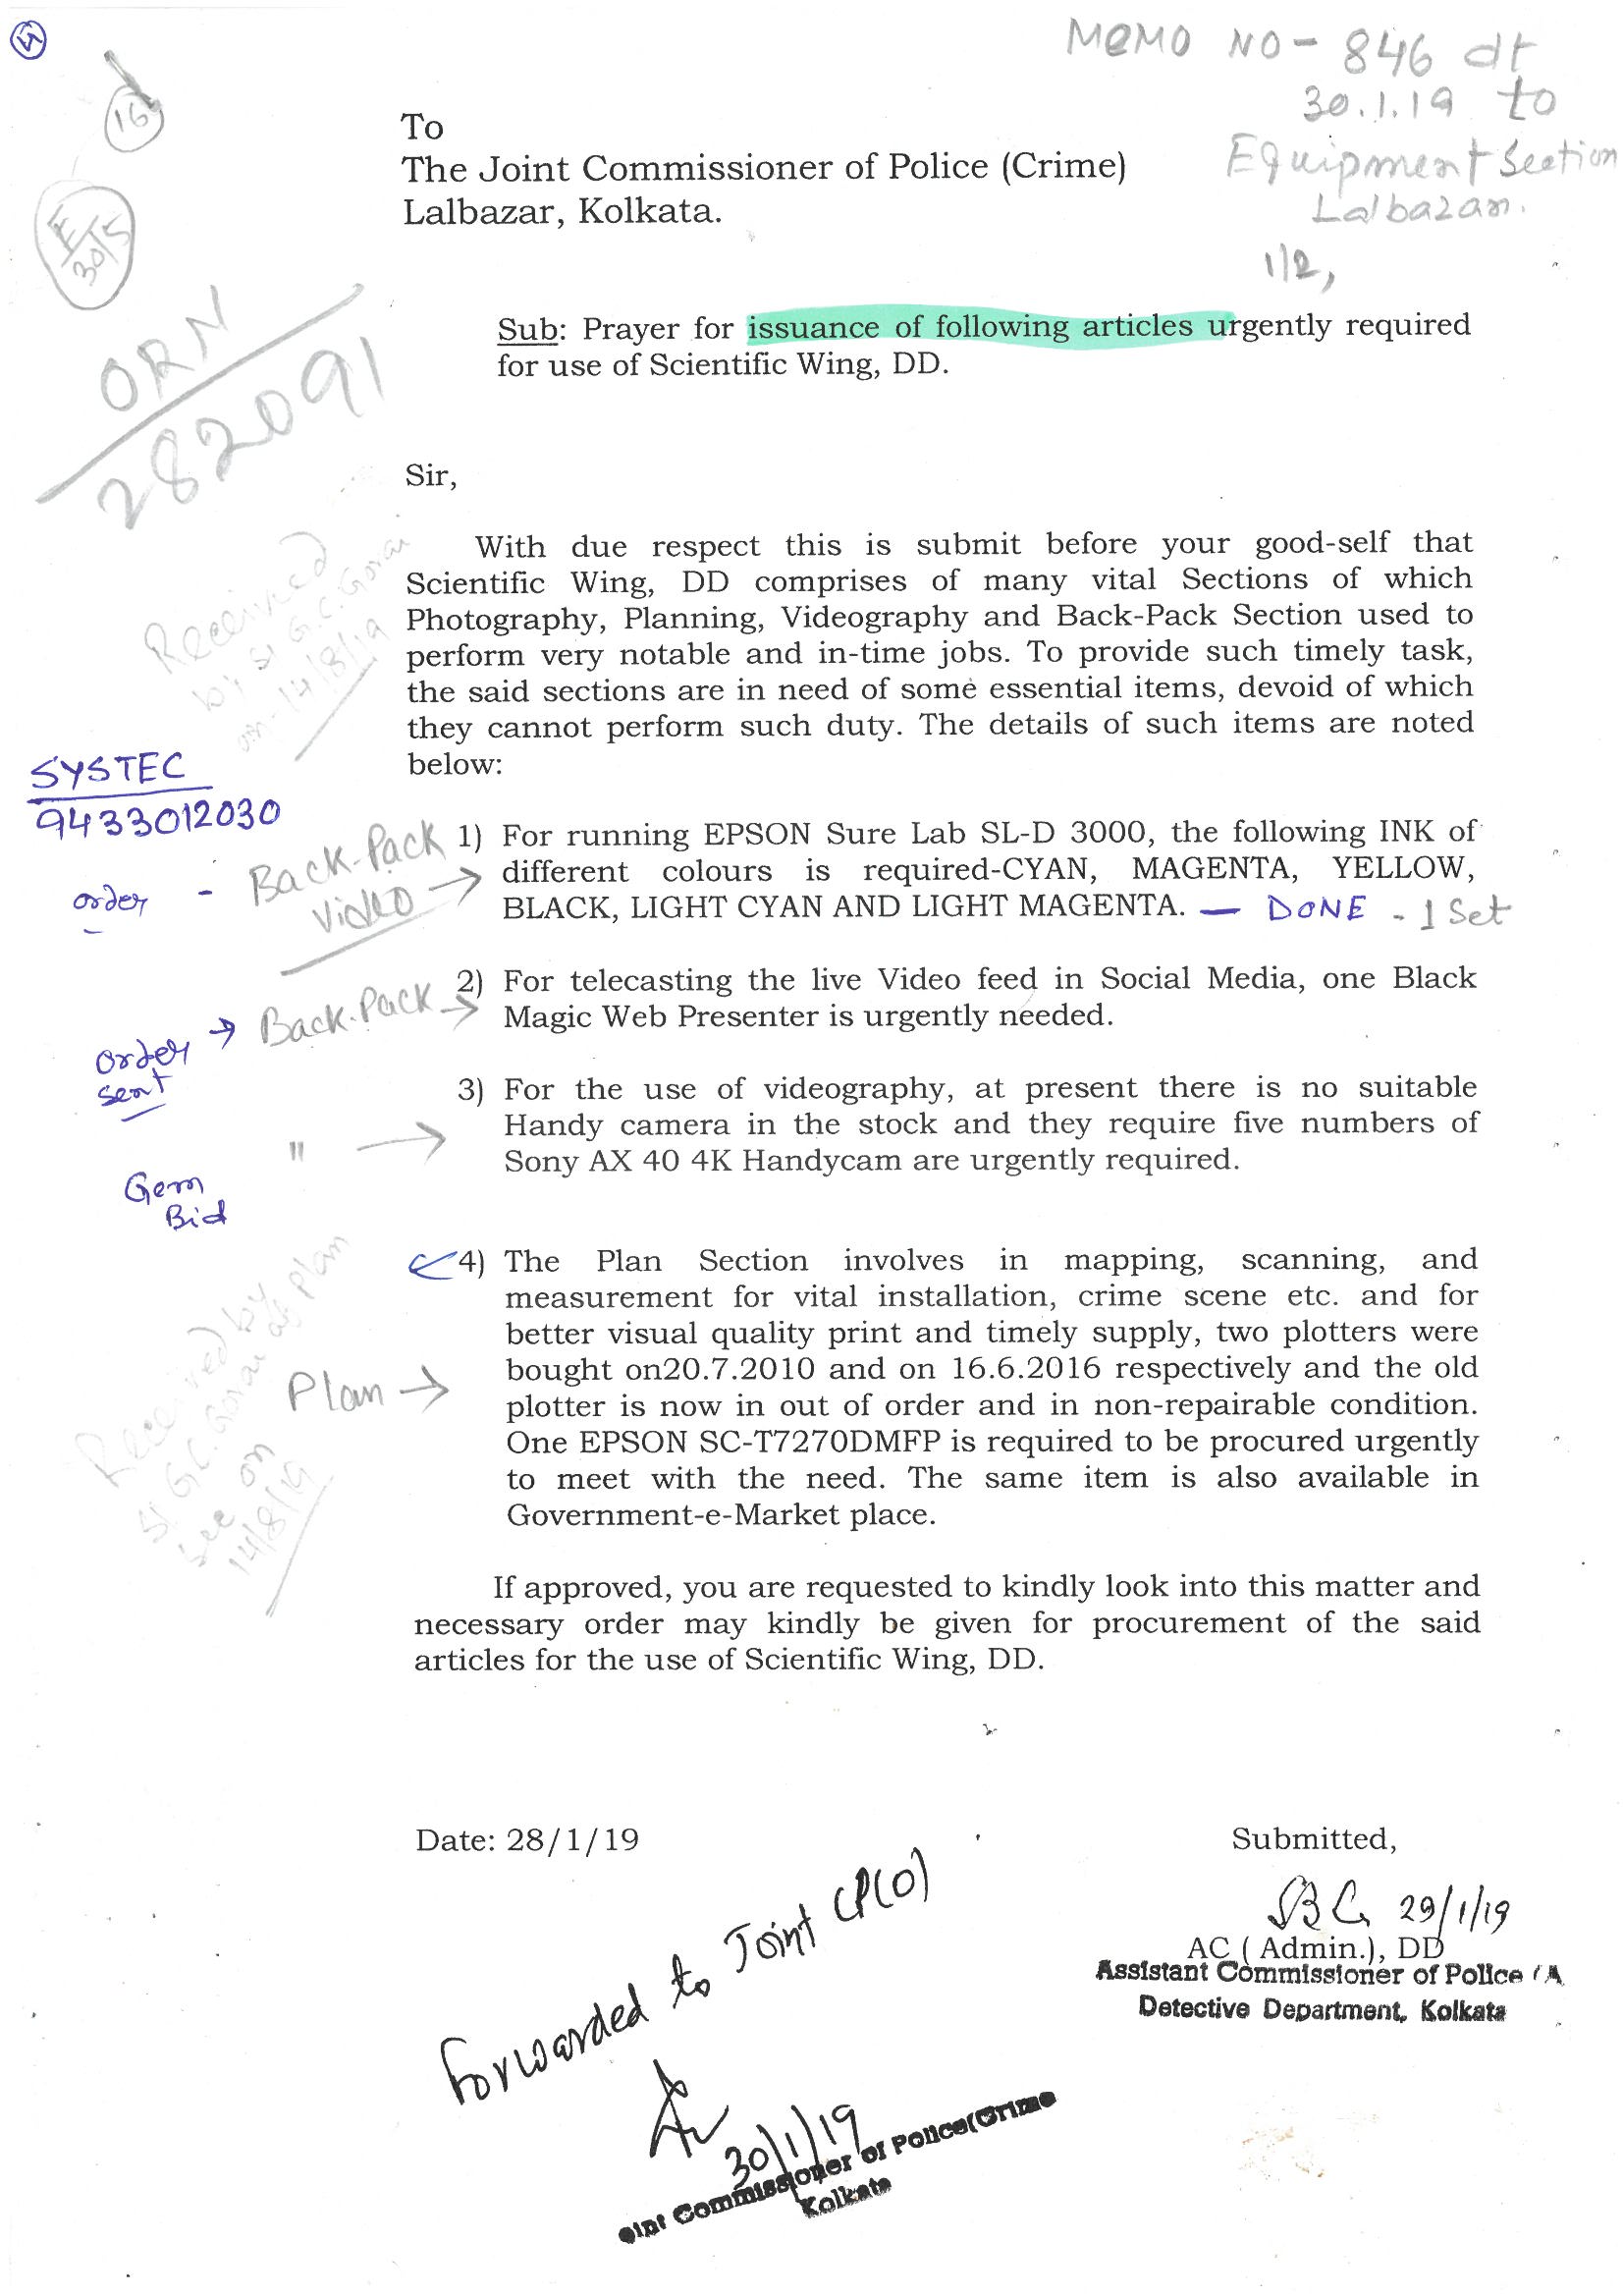 MEMO NO - 846 dt
30.1.19 to
Equipment Section
Lalbazar.
1/2,
16
E
30/5
ORN
282091
To
The Joint Commissioner of Police (Crime)
Lalbazar, Kolkata.
Sub: Prayer for issuance of following articles urgently required
for use of Scientific Wing, DD.
Sir,
With due respect this is submit before your good-self that
Scientific Wing, DD comprises of many vital Sections of which
Photography, Planning, Videography and Back-Pack Section used to
perform very notable and in-time jobs. To provide such timely task,
the said sections are in need of some essential items, devoid of which
they cannot perform such duty. The details of such items are noted
below:
Received
by SI G.C. Gorai
on - 14/8/19
SYSTEC
9433012030
order - Back-Pack
Video →
1) For running EPSON Sure Lab SL-D 3000, the following INK of
different colours is required-CYAN, MAGENTA, YELLOW,
BLACK, LIGHT CYAN AND LIGHT MAGENTA. — DONE - 1 Set
order sent → Back-Pack →
2) For telecasting the live Video feed in Social Media, one Black
Magic Web Presenter is urgently needed.
" →
Gem
Bid
3) For the use of videography, at present there is no suitable
Handy camera in the stock and they require five numbers of
Sony AX 40 4K Handycam are urgently required.
4) The Plan Section involves in mapping, scanning, and
measurement for vital installation, crime scene etc. and for
better visual quality print and timely supply, two plotters were
bought on20.7.2010 and on 16.6.2016 respectively and the old
plotter is now in out of order and in non-repairable condition.
One EPSON SC-T7270DMFP is required to be procured urgently
to meet with the need. The same item is also available in
Government-e-Market place.
Plan →
Received by
SI G.C. Gorai of Plan
Sec on
14/8/19
If approved, you are requested to kindly look into this matter and
necessary order may kindly be given for procurement of the said
articles for the use of Scientific Wing, DD.
Date: 28/1/19
Submitted,
29/1/19
AC ( Admin.), DD
Assistant Commissioner of Police (A
Detective Department, Kolkata
Forwarded to Joint CP(O)
30/1/19
oint Commissioner of Police(Crime
Kolkata